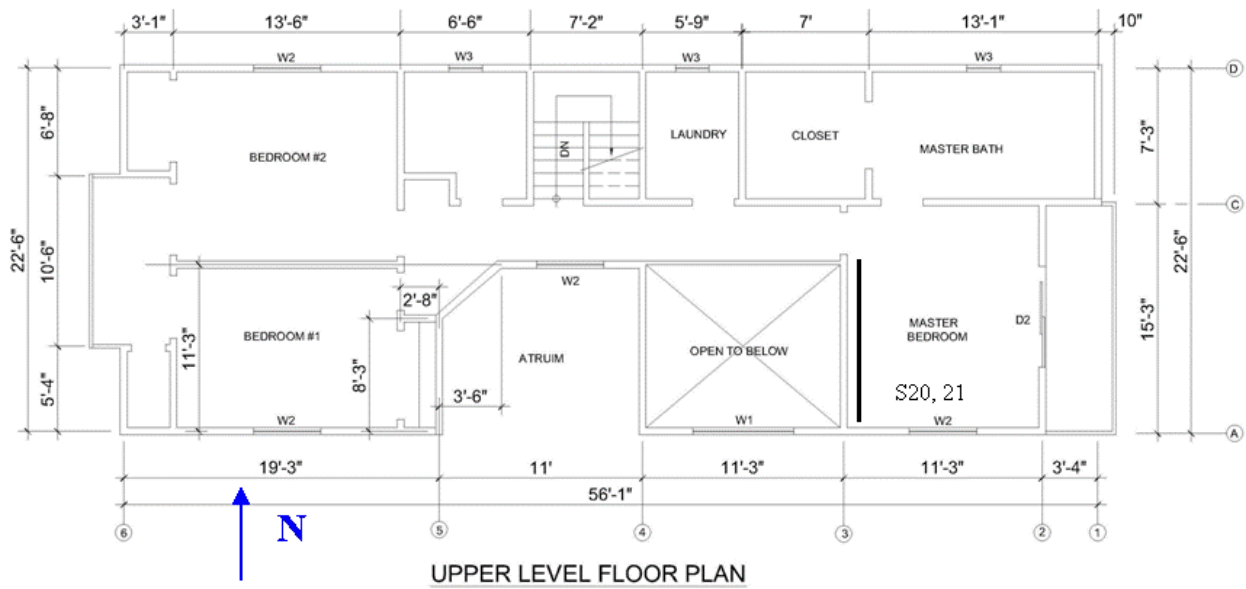 3'-1" 13'-6" 6'-6" 7'-2" 5'-9" 7' 13'-1" 10"
W2 W3 W3 W3
D
6'-8"
7'-3"
DN
LAUNDRY CLOSET
MASTER BATH
BEDROOM #2
C
22'-6" 10'-6"
22'-6"
W2
2'-8"
15'-3"
BEDROOM #1
11'-3"
8'-3"
ATRUIM
OPEN TO BELOW
MASTER
BEDROOM
D2
5'-4"
3'-6"
S20, 21
W2 W1 W2
A
19'-3" 11' 11'-3" 11'-3" 3'-4"
56'-1"
6 5 4 3 2 1
N
UPPER LEVEL FLOOR PLAN